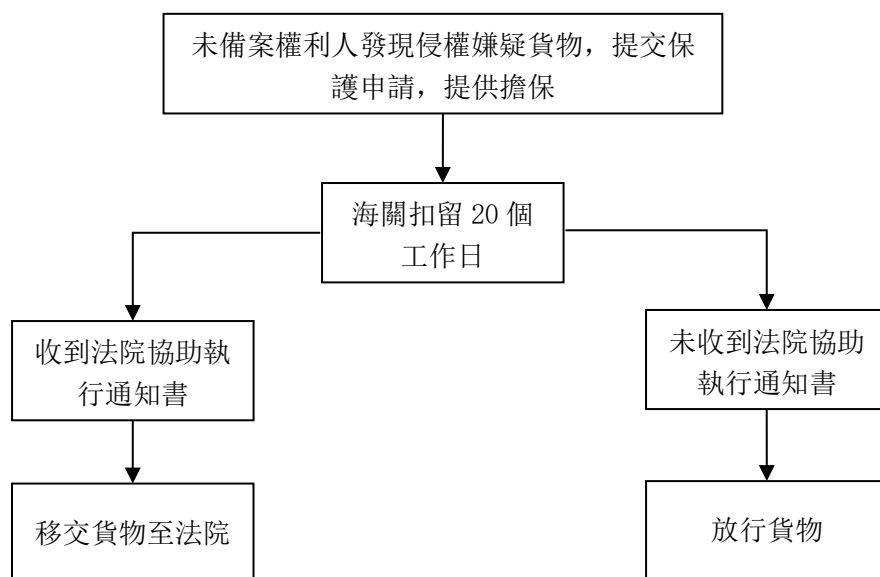 未備案權利人發現侵權嫌疑貨物，提交保
護申請，提供擔保
海關扣留 20 個
工作日
收到法院協助執
行通知書
未收到法院協助
執行通知書
移交貨物至法院
放行貨物